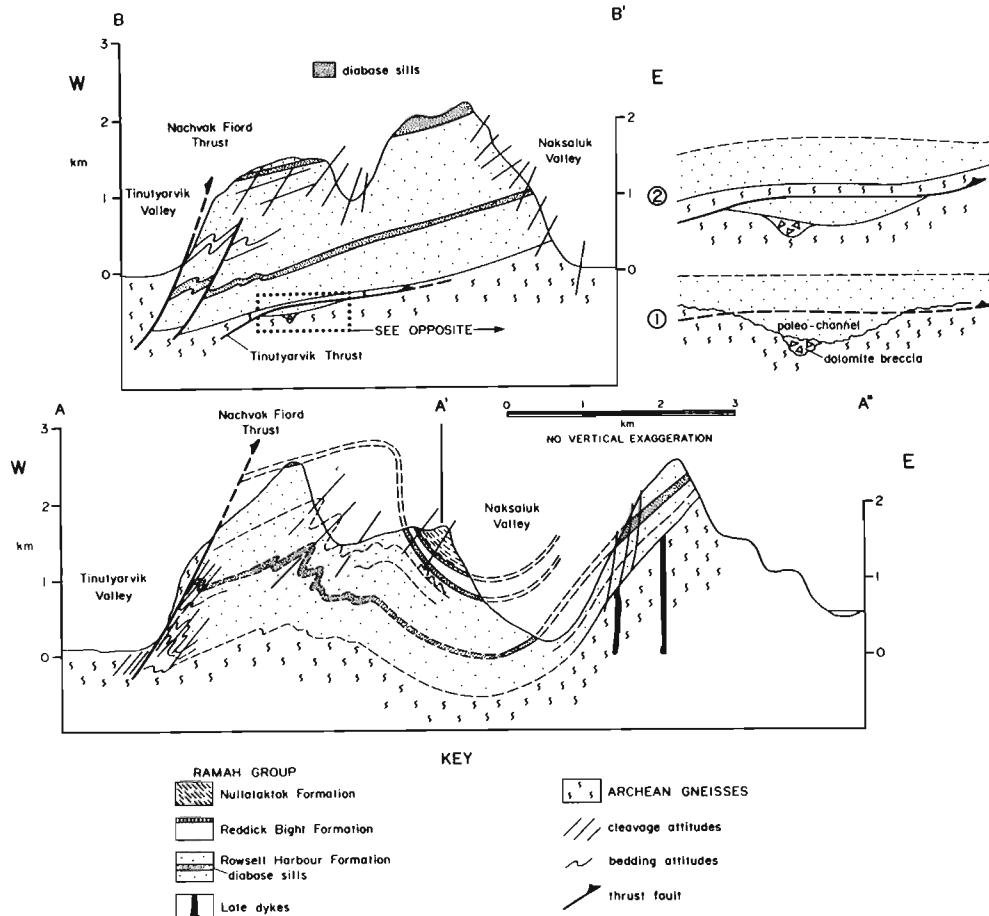 B
B'
3
W
diabase sills
E
Nachvak Fiord
Thrust
2
km
Tinutyarvik
Valley
1
0
Naksaluk
Valley
2
1
0
②
SEE OPPOSITE
Tinutyarvik Thrust
①
paleo-channel
dolomite breccia
A
A'
A"
0 1 2 3
km
NO VERTICAL EXAGGERATION
Nachvak Fiord
Thrust
3
W
E
2
km
1
0
Tinutyarvik
Valley
Naksaluk
Valley
2
1
0
KEY
RAMAH GROUP
Nullalaktok Formation
Reddick Bight Formation
Rowsell Harbour Formation
diabase sills
Late dykes
ARCHEAN GNEISSES
cleavage attitudes
bedding attitudes
thrust fault